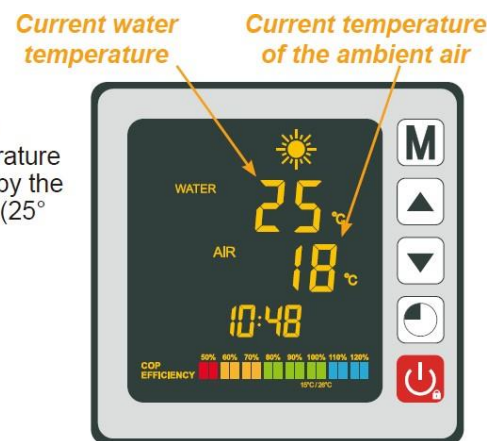 Current water
temperature
Current temperature
of the ambient air
rature
by the
(25°
M
WATER 25 °C
AIR 18 °C
10:48
50% 60% 70% 80% 90% 100% 110% 120%
COP
EFFICIENCY
15°C / 26°C